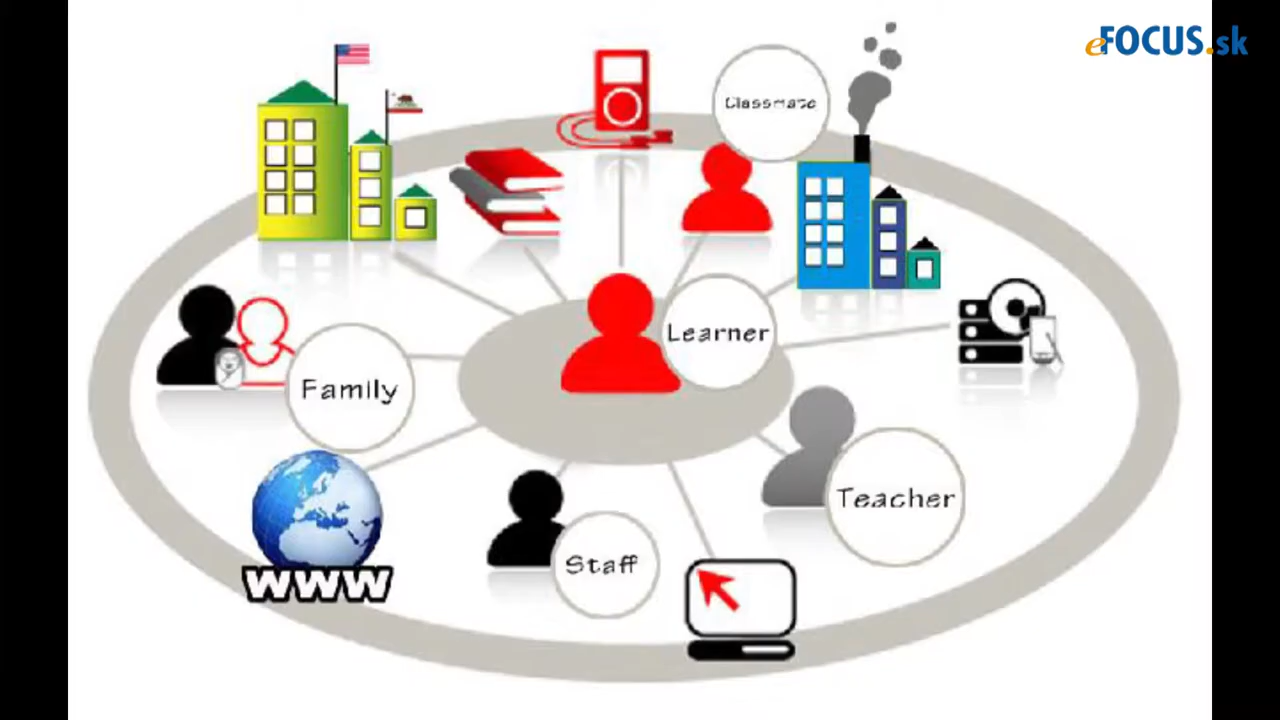 eFOCUS.sk
Classmate
Learner
Family
Teacher
Staff
WWW